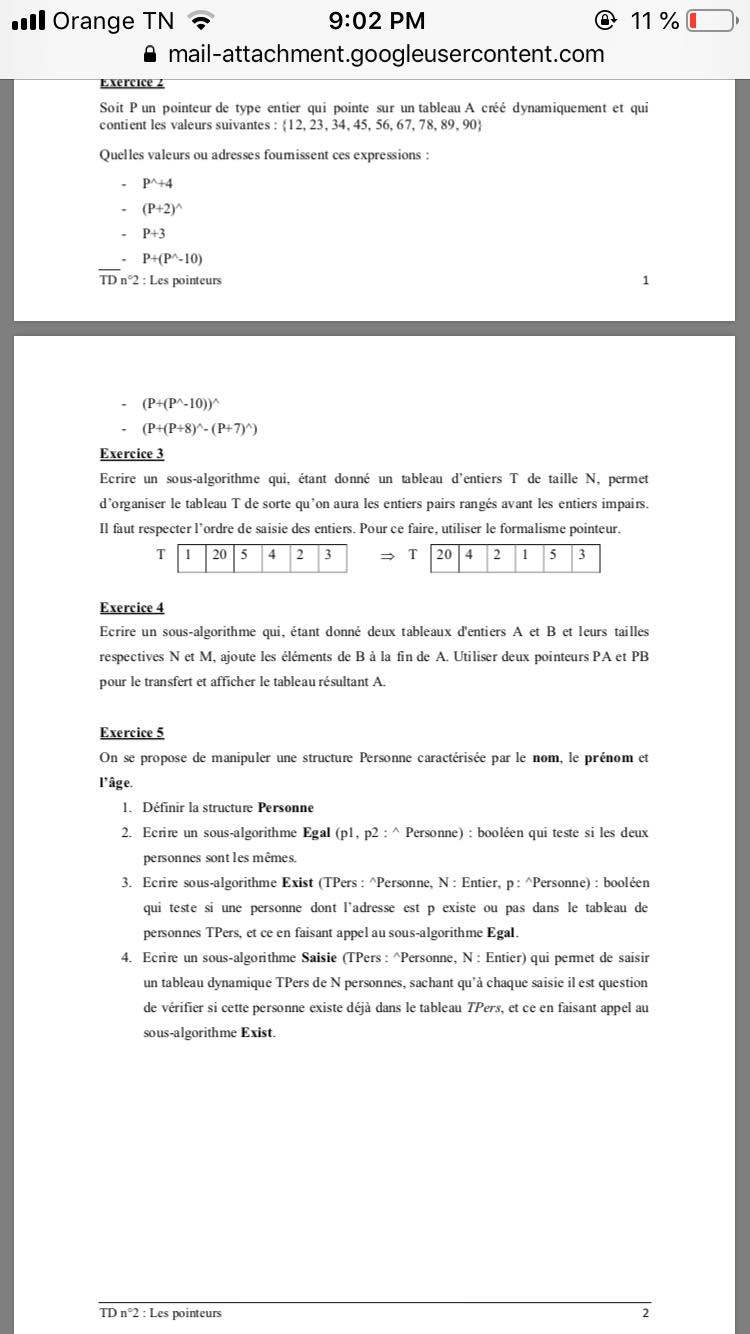 Orange TN 9:02 PM 11 %
mail-attachment.googleusercontent.com
Exercice 2
Soit P un pointeur de type entier qui pointe sur un tableau A créé dynamiquement et qui
contient les valeurs suivantes : {12, 23, 34, 45, 56, 67, 78, 89, 90}
Quelles valeurs ou adresses fournissent ces expressions :
- P^+4
- (P+2)^
- P+3
- P+(P^-10)
TD n°2 : Les pointeurs 1
- (P+(P^-10))^
- (P+(P+8)^- (P+7)^)
Exercice 3
Ecrire un sous-algorithme qui, étant donné un tableau d’entiers T de taille N, permet
d’organiser le tableau T de sorte qu’on aura les entiers pairs rangés avant les entiers impairs.
Il faut respecter l’ordre de saisie des entiers. Pour ce faire, utiliser le formalisme pointeur.
T 1 20 5 4 2 3 ⇒ T 20 4 2 1 5 3
Exercice 4
Ecrire un sous-algorithme qui, étant donné deux tableaux d'entiers A et B et leurs tailles
respectives N et M, ajoute les éléments de B à la fin de A. Utiliser deux pointeurs PA et PB
pour le transfert et afficher le tableau résultant A.
Exercice 5
On se propose de manipuler une structure Personne caractérisée par le nom, le prénom et
l’âge.
1. Définir la structure Personne
2. Ecrire un sous-algorithme Egal (p1, p2 : ^ Personne) : booléen qui teste si les deux
personnes sont les mêmes.
3. Ecrire sous-algorithme Exist (TPers : ^Personne, N : Entier, p : ^Personne) : booléen
qui teste si une personne dont l’adresse est p existe ou pas dans le tableau de
personnes TPers, et ce en faisant appel au sous-algorithme Egal.
4. Ecrire un sous-algorithme Saisie (TPers : ^Personne, N : Entier) qui permet de saisir
un tableau dynamique TPers de N personnes, sachant qu’à chaque saisie il est question
de vérifier si cette personne existe déjà dans le tableau TPers, et ce en faisant appel au
sous-algorithme Exist.
TD n°2 : Les pointeurs 2